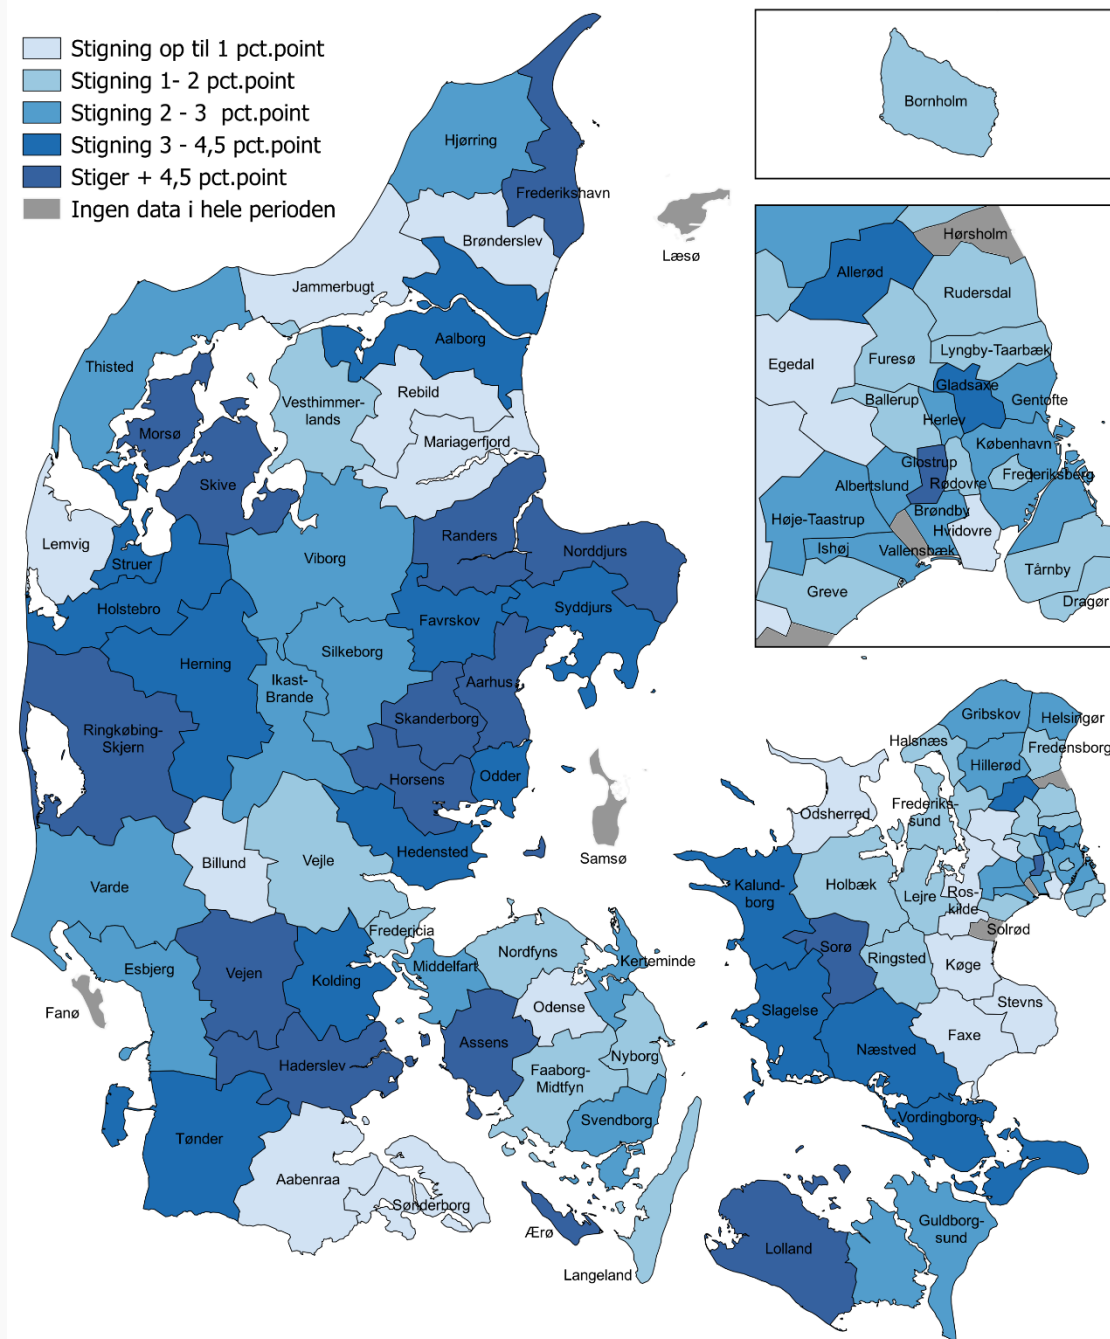 Stigning op til 1 pct.point
Stigning 1- 2 pct.point
Stigning 2 - 3 pct.point
Stigning 3 - 4,5 pct.point
Stiger + 4,5 pct.point
Ingen data i hele perioden
Hjørring
Frederikshavn
Brønderslev
Læsø
Jammerbugt
Aalborg
Thisted
Rebild
Vesthimmer-
lands
Morsø
Mariagerfjord
Skive
Lemvig
Struer
Viborg
Randers
Norddjurs
Holstebro
Favrskov
Syddjurs
Silkeborg
Herning
Ikast-
Brande
Aarhus
Skanderborg
Ringkøbing-
Skjern
Horsens
Odder
Samsø
Billund
Vejle
Hedensted
Varde
Fredericia
Esbjerg
Vejen
Kolding
Middelfart
Nordfyns
Kerteminde
Fanø
Odense
Haderslev
Assens
Nyborg
Faaborg-
Midtfyn
Svendborg
Tønder
Aabenraa
Sønderborg
Ærø
Langeland
Bornholm
Hørsholm
Allerød
Rudersdal
Egedal
Furesø
Lyngby-Taarbæk
Gladsaxe
Ballerup
Gentofte
Herlev
København
Glostrup
Frederiksberg
Albertslund
Rødovre
Brøndby
Høje-Taastrup
Hvidovre
Ishøj
Vallensbæk
Tårnby
Greve
Dragør
Gribskov
Helsingør
Halsnæs
Fredensborg
Hillerød
Odsherred
Frederiks-
sund
Kalund-
borg
Holbæk
Lejre
Ros-
kilde
Solrød
Sorø
Ringsted
Køge
Stevns
Slagelse
Næstved
Faxe
Vordingborg
Guldborg-
sund
Lolland